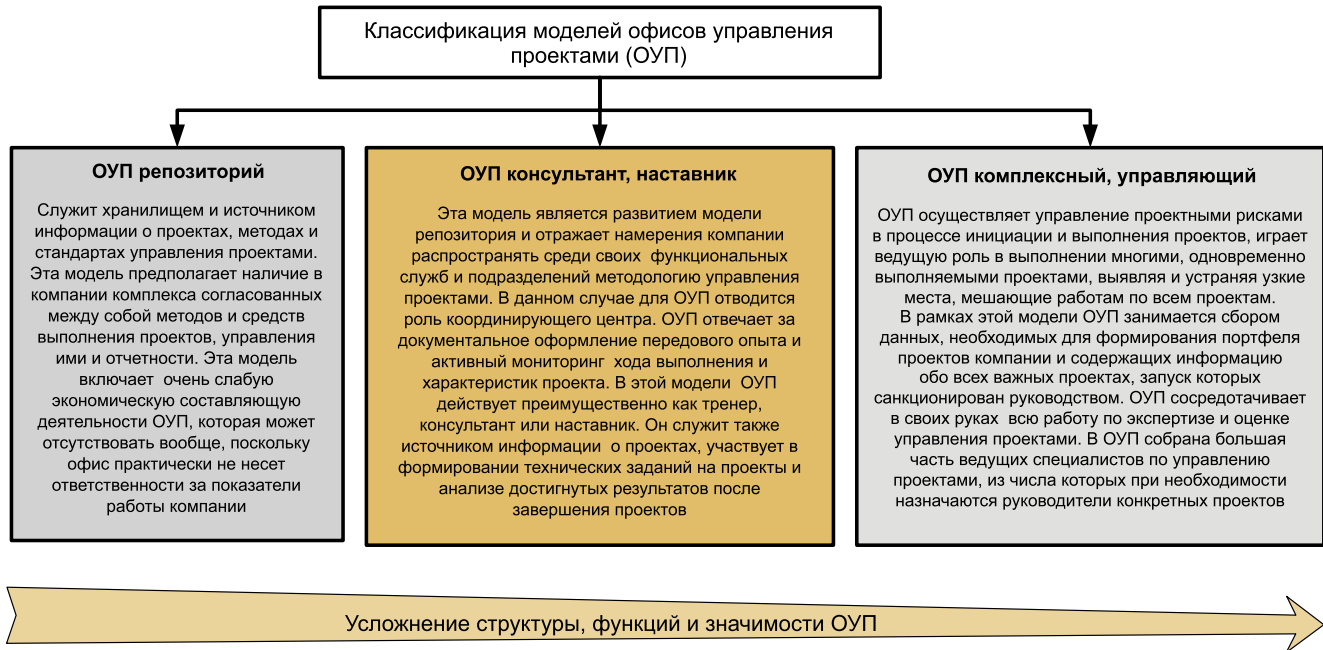 Классификация моделей офисов управления
проектами (ОУП)
ОУП репозиторий
Служит хранилищем и источником
информации о проектах, методах и
стандартах управления проектами.
Эта модель предполагает наличие в
компании комплекса согласованных
между собой методов и средств
выполнения проектов, управления
ими и отчетности. Эта модель
включает очень слабую
экономическую составляющую
деятельности ОУП, которая может
отсутствовать вообще, поскольку
офис практически не несет
ответственности за показатели
работы компании
ОУП консультант, наставник
Эта модель является развитием модели
репозитория и отражает намерения компании
распространять среди своих функциональных
служб и подразделений методологию управления
проектами. В данном случае для ОУП отводится
роль координирующего центра. ОУП отвечает за
документальное оформление передового опыта и
активный мониторинг хода выполнения и
характеристик проекта. В этой модели ОУП
действует преимущественно как тренер,
консультант или наставник. Он служит также
источником информации о проектах, участвует в
формировании технических заданий на проекты и
анализе достигнутых результатов после
завершения проектов
ОУП комплексный, управляющий
ОУП осуществляет управление проектными рисками
в процессе инициации и выполнения проектов, играет
ведущую роль в выполнении многими, одновременно
выполняемыми проектами, выявляя и устраняя узкие
места, мешающие работам по всем проектам.
В рамках этой модели ОУП занимается сбором
данных, необходимых для формирования портфеля
проектов компании и содержащих информацию
обо всех важных проектах, запуск которых
санкционирован руководством. ОУП сосредотачивает
в своих руках всю работу по экспертизе и оценке
управления проектами. В ОУП собрана большая
часть ведущих специалистов по управлению
проектами, из числа которых при необходимости
назначаются руководители конкретных проектов
Усложнение структуры, функций и значимости ОУП